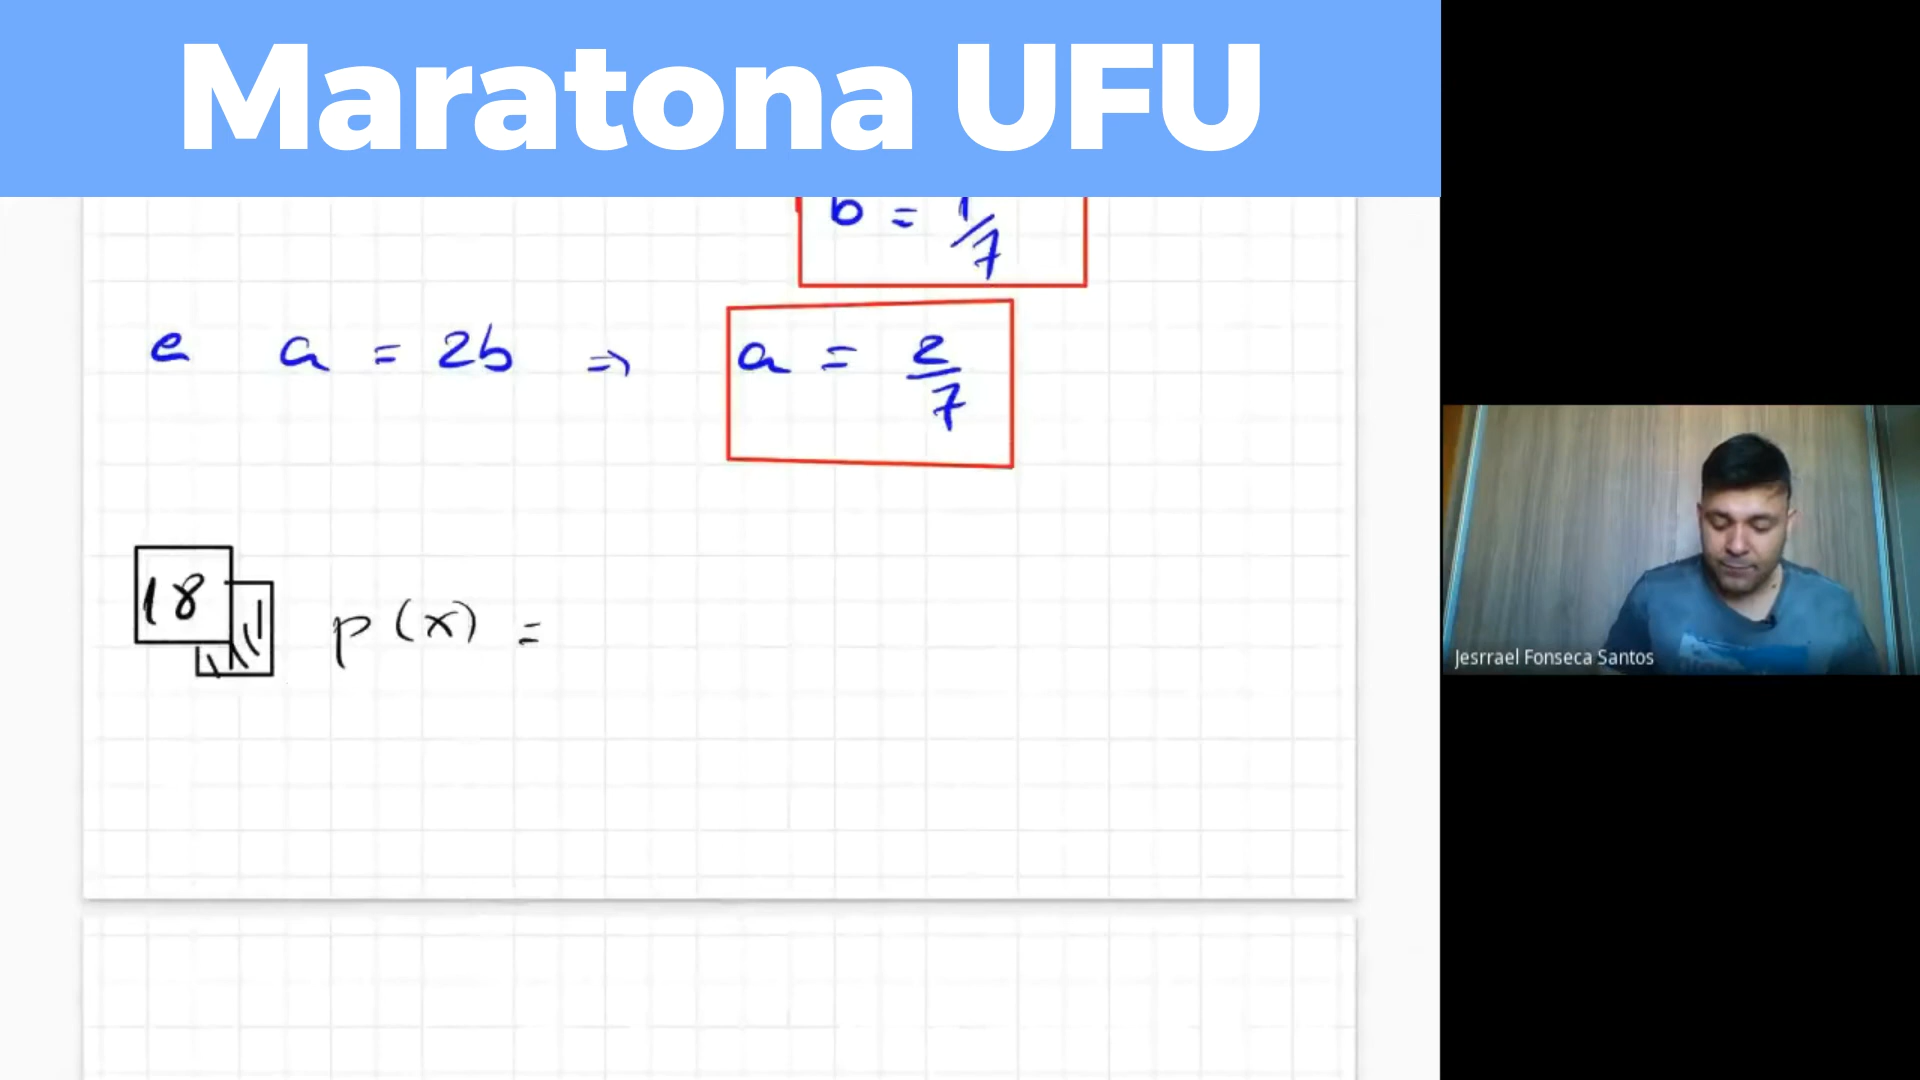 Maratona UFU
b = 1/7
e a = 2b ⇒ a = 2/7
18 p(x) =
Jesrrael Fonseca Santos